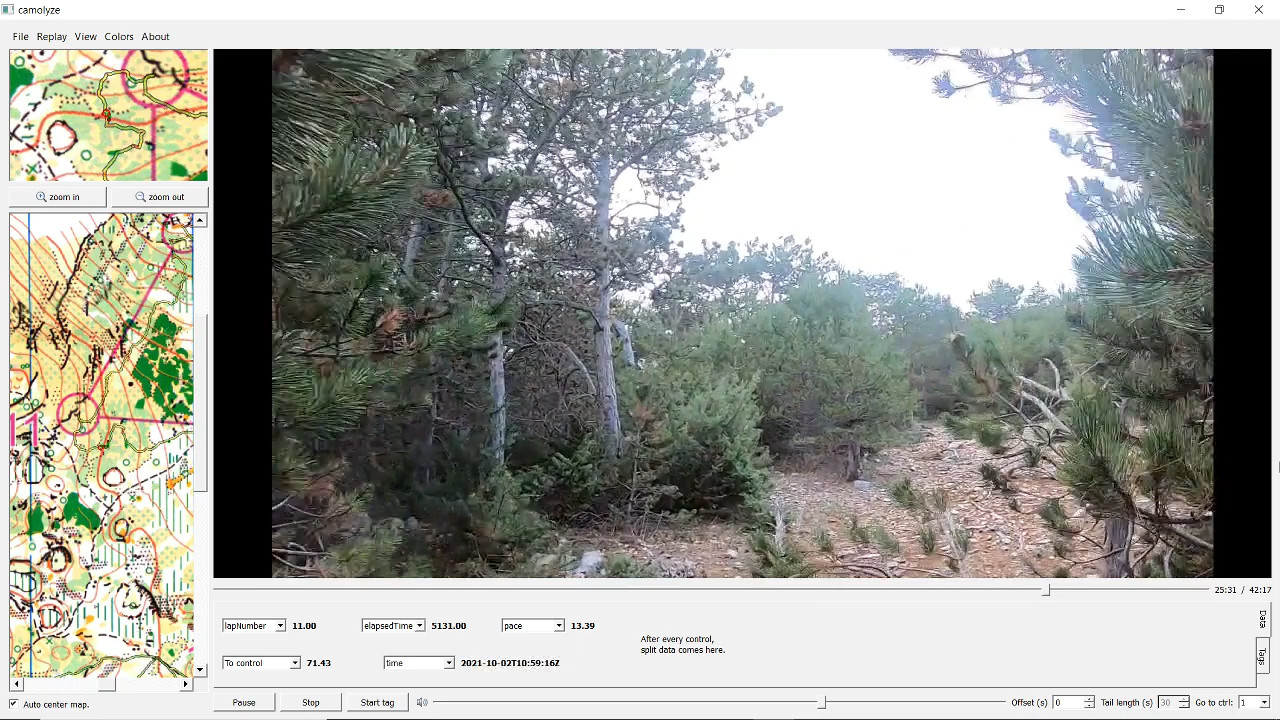 camolyze
File Replay View Colors About
zoom in zoom out
11
25:31 / 42:17
Data
Tags
lapNumber 11.00 elapsedTime 5131.00 pace 13.39
After every control,
split data comes here.
To control 71.43 time 2021-10-02T10:59:16Z
Auto center map. Pause Stop Start tag Offset (s) 0 Tail length (s) 30 Go to ctrl: 1